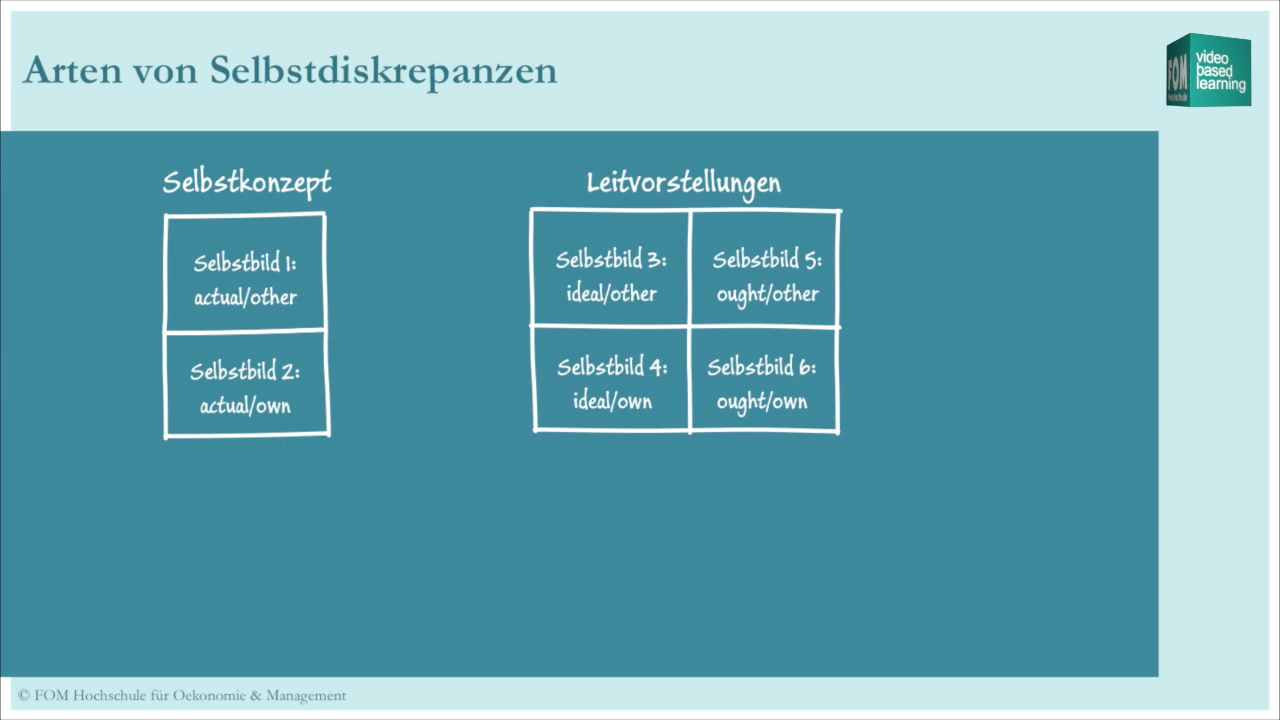 Arten von Selbstdiskrepanzen
FOM
Hochschule
video
based
learning
Selbstkonzept
Selbstbild 1:
actual/other
Selbstbild 2:
actual/own
Leitvorstellungen
Selbstbild 3:
ideal/other
Selbstbild 5:
ought/other
Selbstbild 4:
ideal/own
Selbstbild 6:
ought/own
© FOM Hochschule für Oekonomie & Management